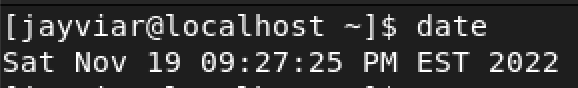 [jayviar@localhost ~]$ date
Sat Nov 19 09:27:25 PM EST 2022